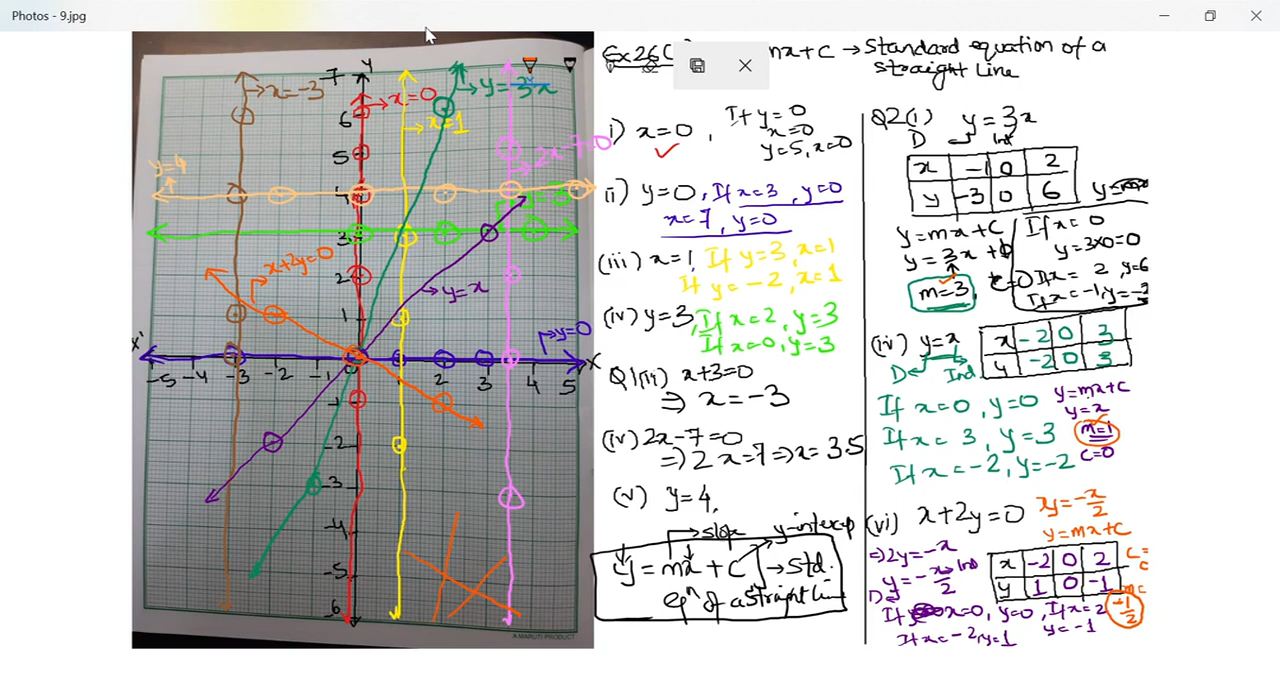 Photos - 9.jpg
x=-3
x=0
y=3x
x=1
2x-7=0
y=4
y=3
x+2y=0
y=x
y=0
Y
X'
X
7
6
5
4
3
2
1
-5 -4 -3 -2 -1 0 2 3 4 5
-1
2
-3
-4
-5
6
A MARUTI PRODUCT
Ex 26( mx+C → Standard equation of a
straight Line
i) x=0, If y=0
x=0
y=5, x=0
(ii) y=0, If x=3, y=0
x=7, y=0
(iii) x=1, If y=3, x=1
If y=-2, x=1
(iv) y=3, If x=2, y=3
If x=0, y=3
Q1(iii) x+3=0
⇒ x=-3
(iv) 2x-7=0
⇒ 2x=7 ⇒ x=3.5
(v) y=4,
→ slope y-intercep
y = mx + C → Std.
eqn of a straight line
Q2(i) y=3x
D Ind
x -1 0 2
y -3 0 6
y=mx+C
y=3x+0
m=3, C=0
If x=0
y=3x0=0
If x=2, y=6
If x=-1, y=-3
(iv) y=x
D Ind
x -2 0 3
y -2 0 3
If x=0, y=0
If x=3, y=3
If x=-2, y=-2
y=mx+C
y=x
m=1
C=0
(vi) x+2y=0
y=-x/2
y=mx+C
⇒ 2y=-x
y=-x/2 Ind
D
x -2 0 2
y 1 0 -1
If x=0, y=0, If x=2
y=-1
If x=-2, y=1
C=
m=
-1/2